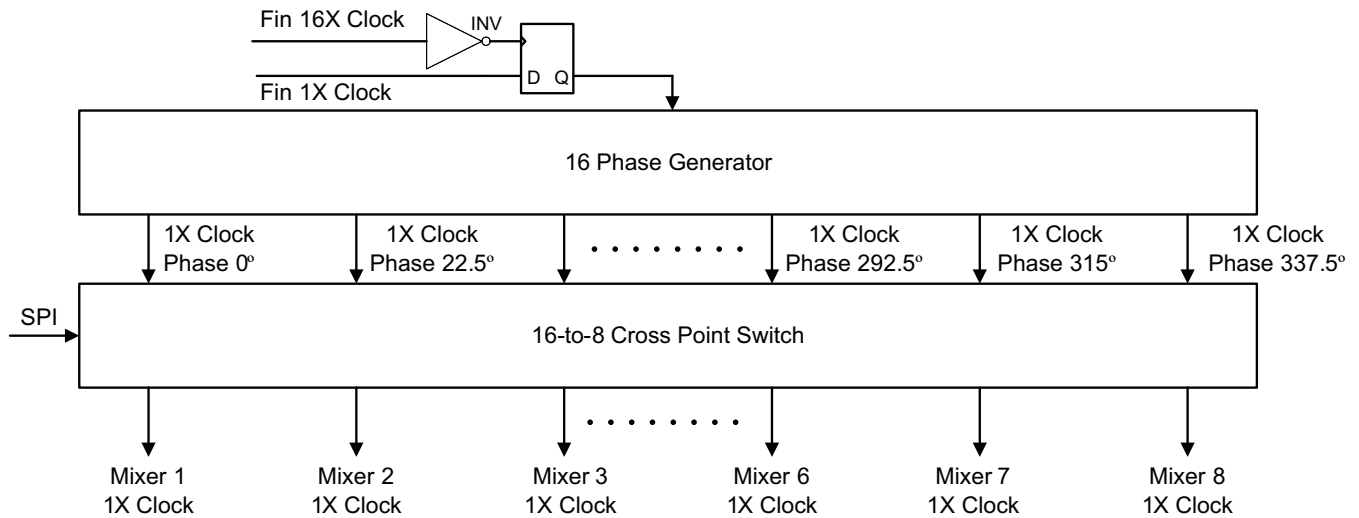 Fin 16X Clock
INV
D Q
Fin 1X Clock
16 Phase Generator
1X Clock
Phase 0º
1X Clock
Phase 22.5º
1X Clock
Phase 292.5º
1X Clock
Phase 315º
1X Clock
Phase 337.5º
SPI
16-to-8 Cross Point Switch
Mixer 1
1X Clock
Mixer 2
1X Clock
Mixer 3
1X Clock
Mixer 6
1X Clock
Mixer 7
1X Clock
Mixer 8
1X Clock